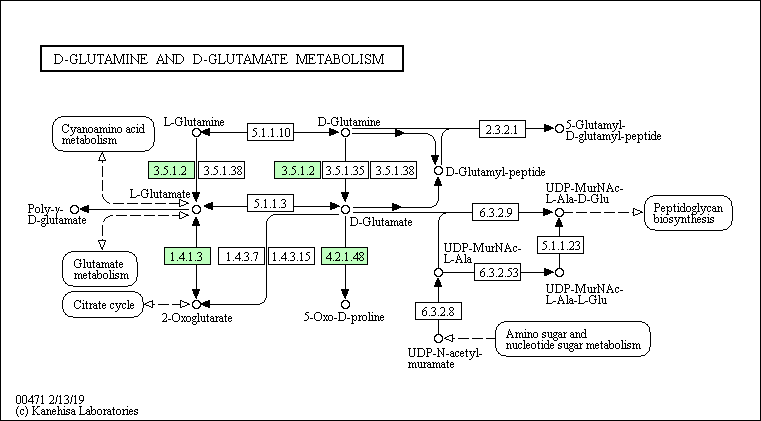 D-GLUTAMINE AND D-GLUTAMATE METABOLISM
Cyanoamino acid
metabolism
L-Glutamine
5.1.1.10
D-Glutamine
2.3.2.1
5-Glutamyl-
D-glutamyl-peptide
3.5.1.2
3.5.1.38
3.5.1.2
3.5.1.35
3.5.1.38
D-Glutamyl-peptide
Poly-γ-
D-glutamate
L-Glutamate
5.1.1.3
D-Glutamate
UDP-MurNAc-
L-Ala-D-Glu
6.3.2.9
Peptidoglycan
biosynthesis
Glutamate
metabolism
1.4.1.3
1.4.3.7
1.4.3.15
4.2.1.48
UDP-MurNAc-
L-Ala
5.1.1.23
6.3.2.53
UDP-MurNAc-
L-Ala-L-Glu
Citrate cycle
2-Oxoglutarate
5-Oxo-D-proline
6.3.2.8
Amino sugar and
nucleotide sugar metabolism
UDP-N-acetyl-
muramate
00471 2/13/19
(c) Kanehisa Laboratories